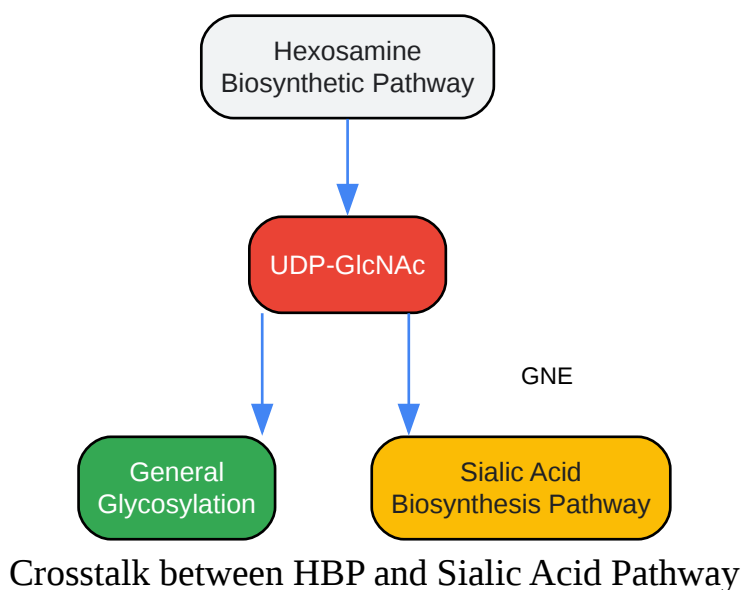 Hexosamine
Biosynthetic Pathway
UDP-GlcNAc
GNE
General
Glycosylation
Sialic Acid
Biosynthesis Pathway
Crosstalk between HBP and Sialic Acid Pathway